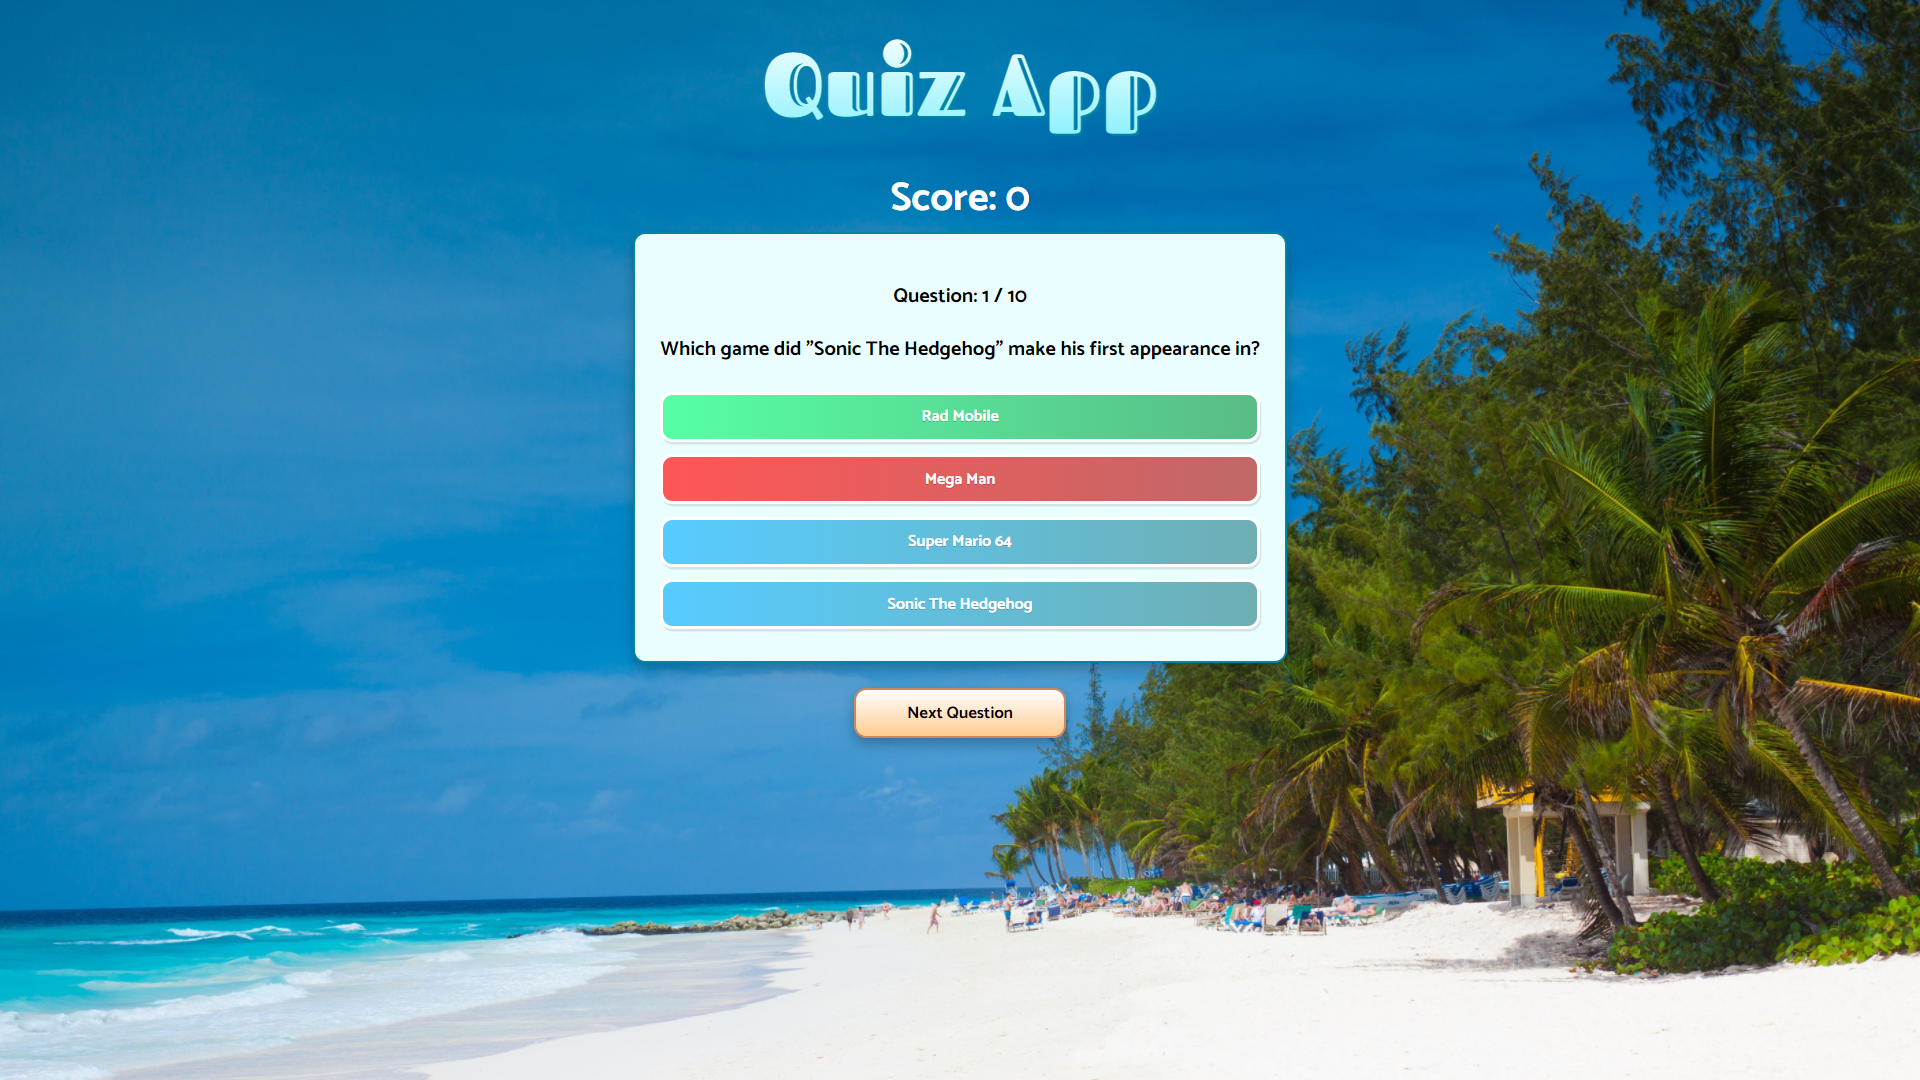 Quiz App
Score: 0
Question: 1 / 10
Which game did ”Sonic The Hedgehog” make his first appearance in?
Rad Mobile
Mega Man
Super Mario 64
Sonic The Hedgehog
Next Question